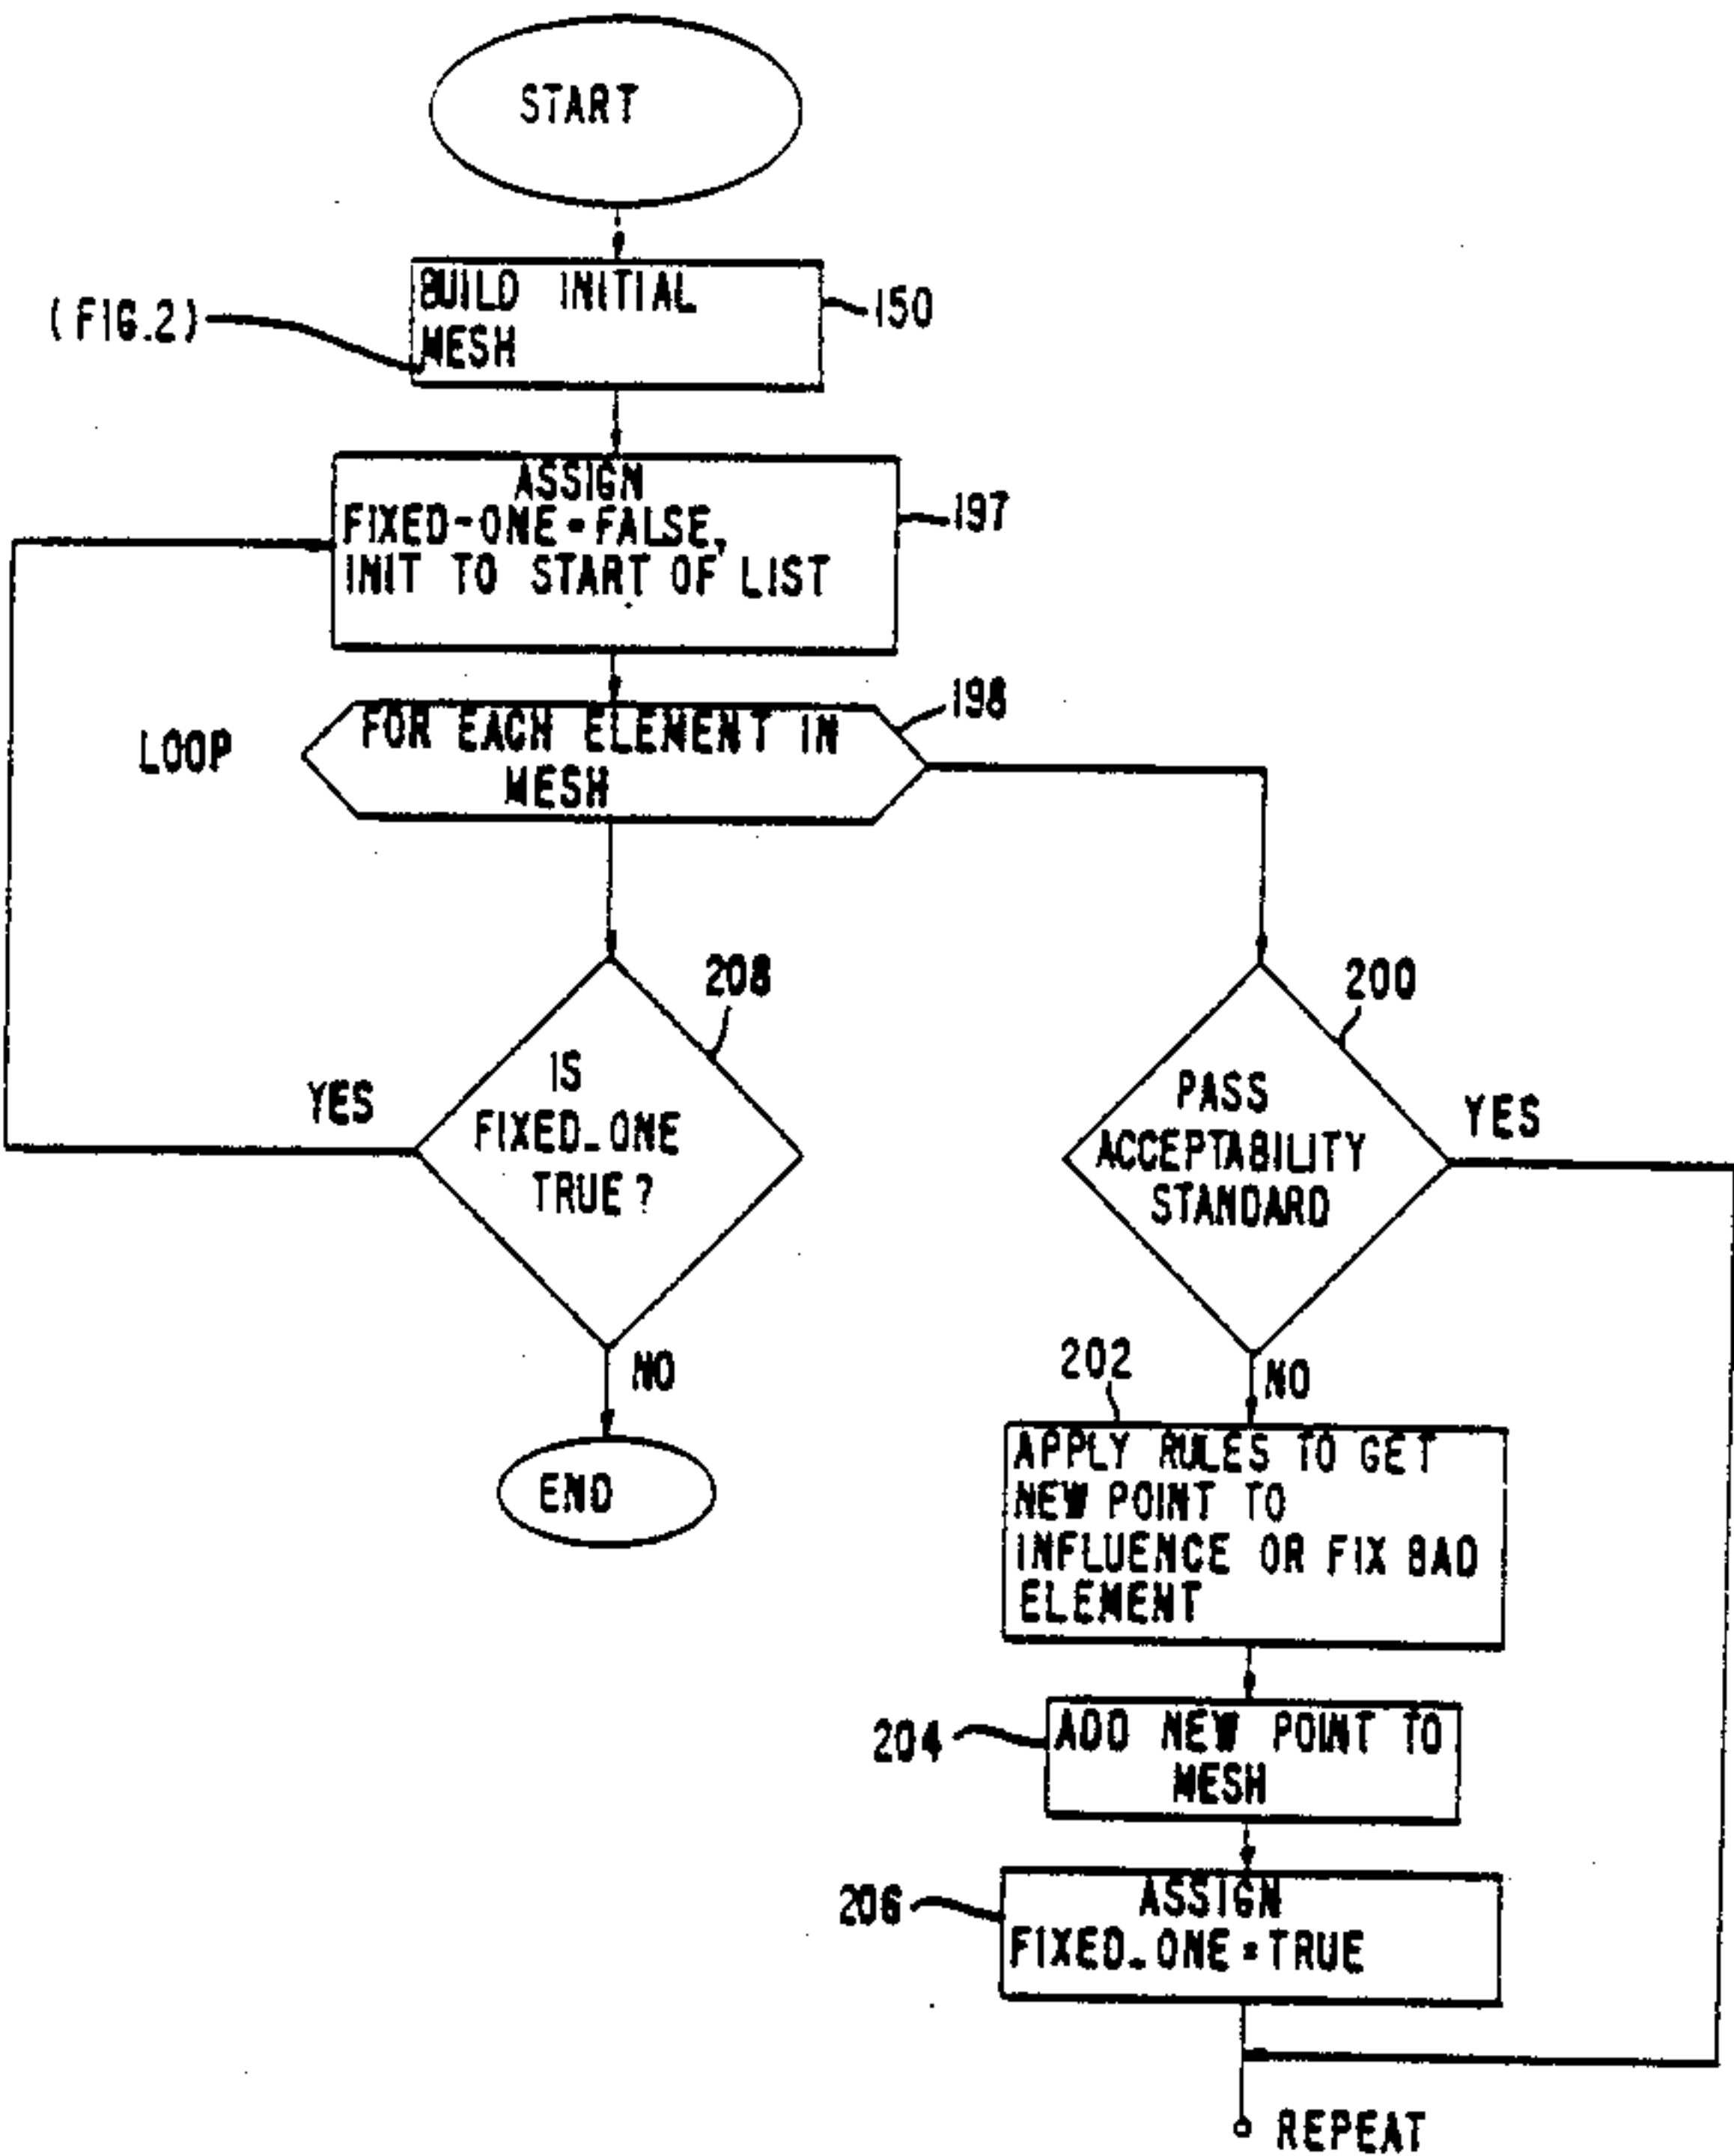 START
BUILD INITIAL
MESH
(FIG.2)
150
ASSIGN
FIXED-ONE=FALSE,
INIT TO START OF LIST
197
LOOP
FOR EACH ELEMENT IN
MESH
198
208
IS
FIXED_ONE
TRUE?
YES
NO
END
200
PASS
ACCEPTABILITY
STANDARD
YES
NO
202
APPLY RULES TO GET
NEW POINT TO
INFLUENCE OR FIX BAD
ELEMENT
204
ADD NEW POINT TO
MESH
206
ASSIGN
FIXED_ONE=TRUE
REPEAT